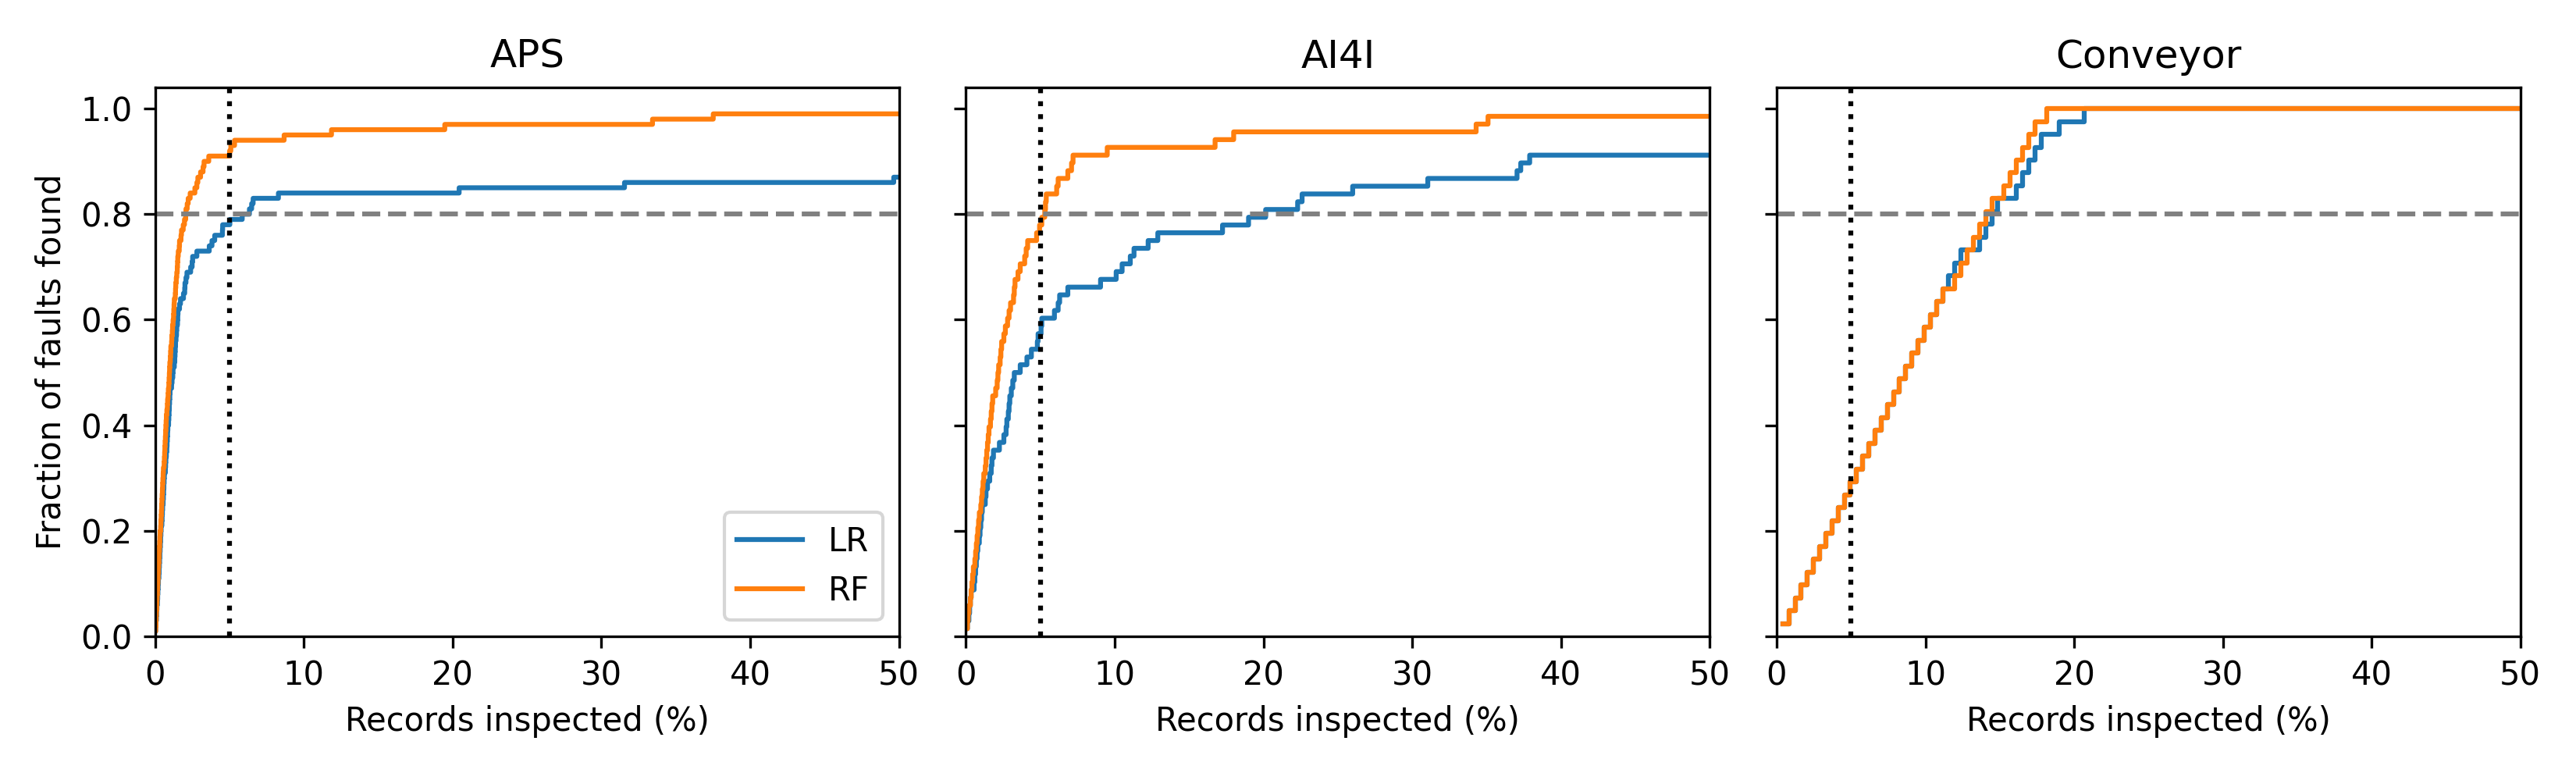 APS
AI4I
Conveyor
Fraction of faults found
1.0
0.8
0.6
0.4
0.2
0.0
LR
RF
0 10 20 30 40 50
0 10 20 30 40 50
0 10 20 30 40 50
Records inspected (%)
Records inspected (%)
Records inspected (%)